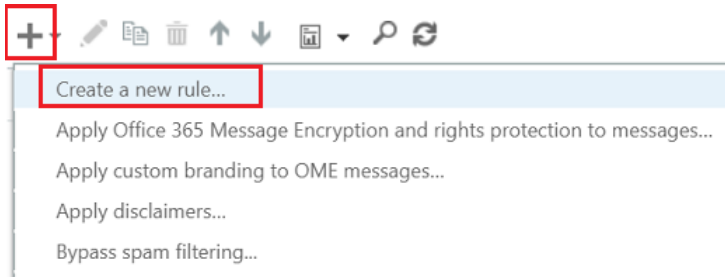 Create a new rule...
Apply Office 365 Message Encryption and rights protection to messages...
Apply custom branding to OME messages...
Apply disclaimers...
Bypass spam filtering...